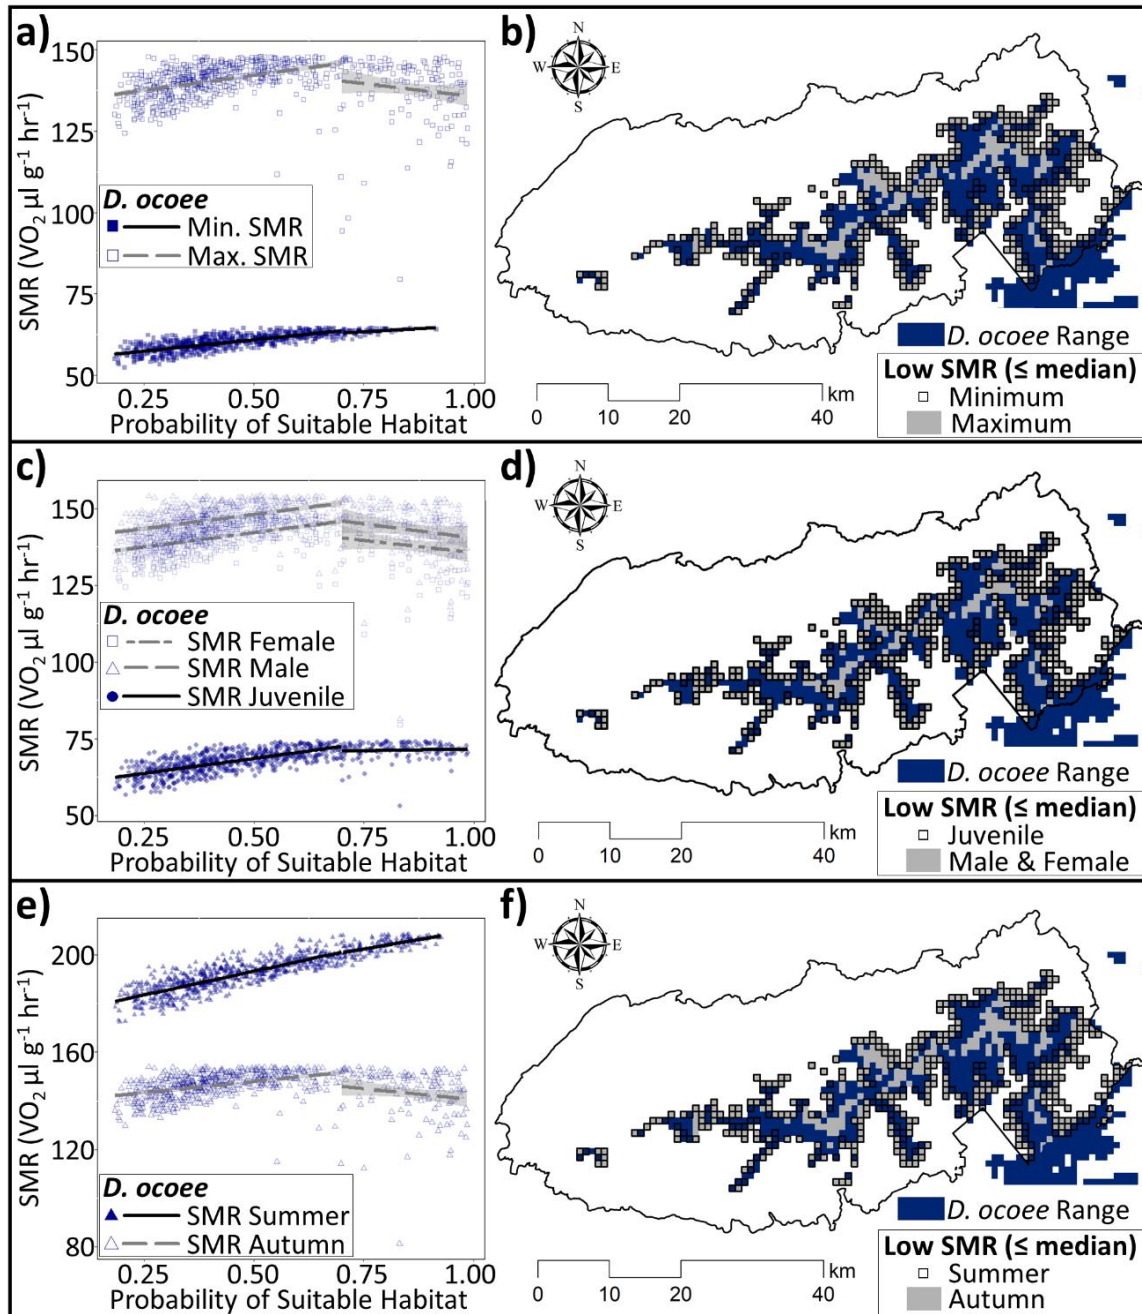 a)
SMR (VO₂ µl g⁻¹ hr⁻¹)
150
125
100
75
50
D. ocoee
Min. SMR
Max. SMR
0.25 0.50 0.75 1.00
Probability of Suitable Habitat
b)
N
W E
S
D. ocoee Range
Low SMR (≤ median)
Minimum
Maximum
km
0 10 20 40
c)
SMR (VO₂ µl g⁻¹ hr⁻¹)
150
125
100
75
50
D. ocoee
SMR Female
SMR Male
SMR Juvenile
0.25 0.50 0.75 1.00
Probability of Suitable Habitat
d)
N
W E
S
D. ocoee Range
Low SMR (≤ median)
Juvenile
Male & Female
km
0 10 20 40
e)
SMR (VO₂ µl g⁻¹ hr⁻¹)
200
160
120
80
D. ocoee
SMR Summer
SMR Autumn
0.25 0.50 0.75 1.00
Probability of Suitable Habitat
f)
N
W E
S
D. ocoee Range
Low SMR (≤ median)
Summer
Autumn
km
0 10 20 40